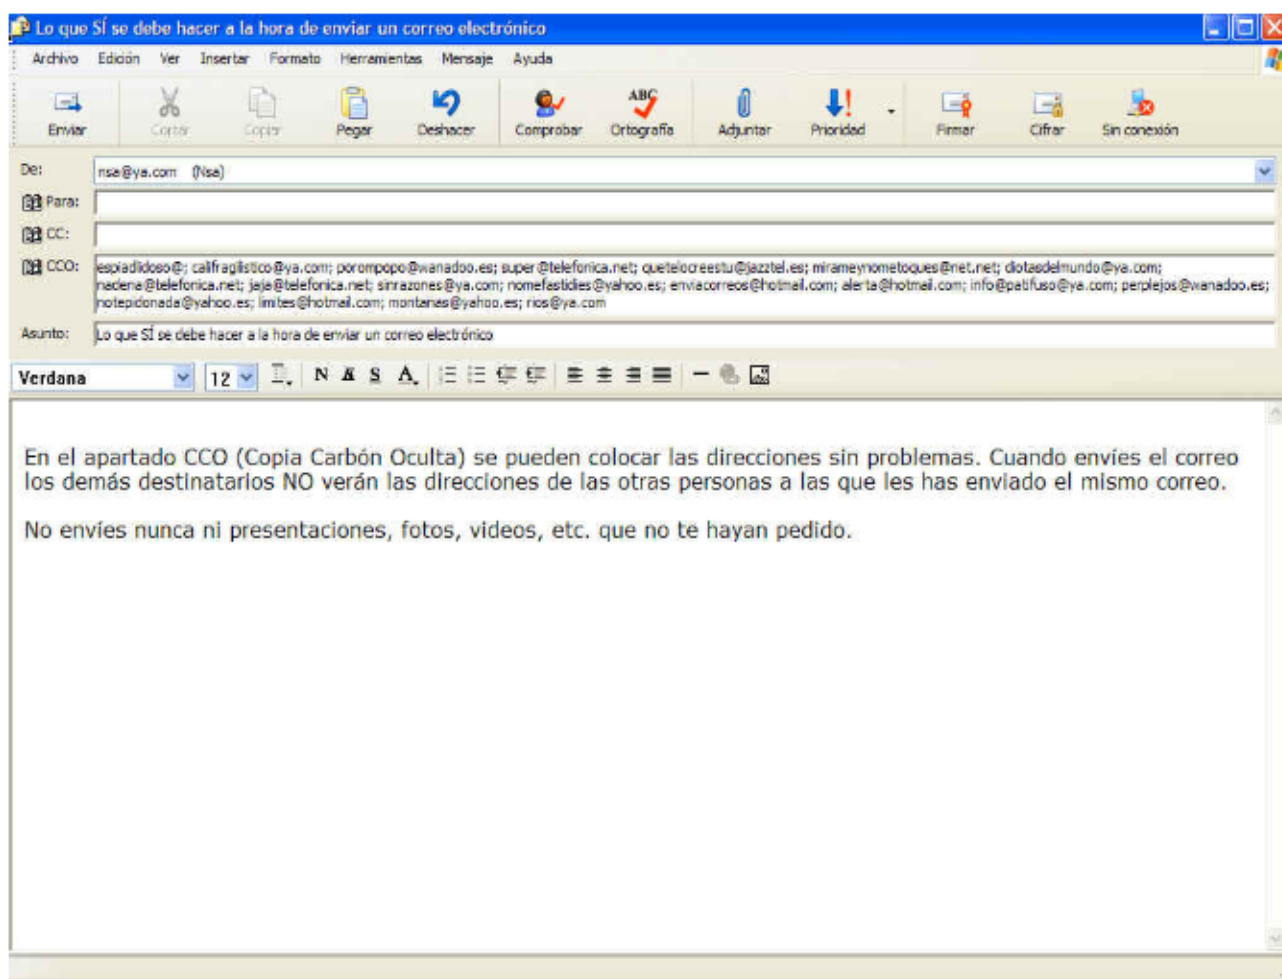 Lo que SÍ se debe hacer a la hora de enviar un correo electrónico
Archivo Edición Ver Insertar Formato Herramientas Mensaje Ayuda
Enviar Cortar Copiar Pegar Deshacer Comprobar Ortografía Adjuntar Prioridad Firmar Cifrar Sin conexión
De: nsa@ya.com (Nsa)
Para:
CC:
CCO: espiadidoso@; califragilistico@ya.com; porompopo@wanadoo.es; super@telefonica.net; quetelocreestu@jazztel.es; mirameynometoques@net.net; diotasdelmundo@ya.com;
nadena@telefonica.net; jaja@telefonica.net; sinrazones@ya.com; nomefastidies@yahoo.es; enviacorreos@hotmail.com; alerta@hotmail.com; info@patifuso@ya.com; perplejos@wanadoo.es;
notepidonada@yahoo.es; limites@hotmail.com; montanas@yahoo.es; rios@ya.com
Asunto: Lo que SÍ se debe hacer a la hora de enviar un correo electrónico
Verdana 12 N K S A
En el apartado CCO (Copia Carbón Oculta) se pueden colocar las direcciones sin problemas. Cuando envíes el correo
los demás destinatarios NO verán las direcciones de las otras personas a las que les has enviado el mismo correo.
No envíes nunca ni presentaciones, fotos, videos, etc. que no te hayan pedido.